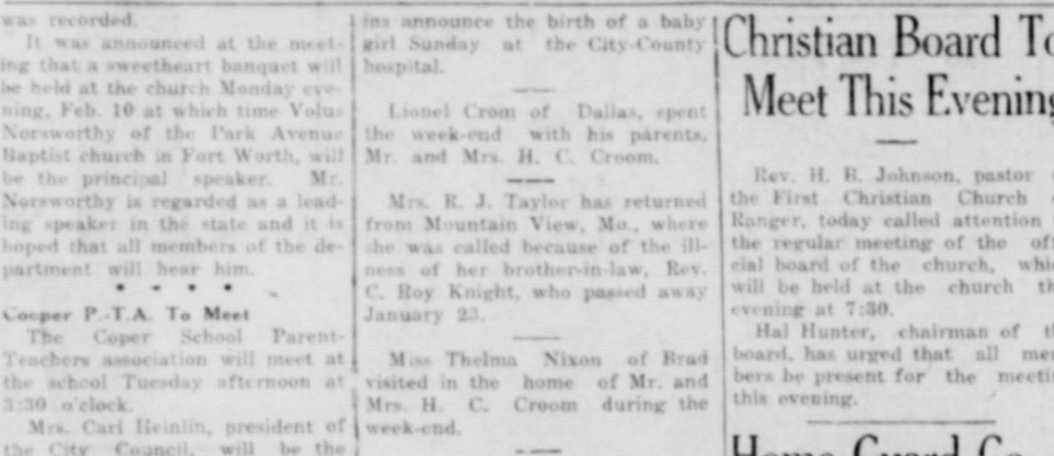 was recorded.
It was announced at the meet-
ing that a sweetheart banquet will
be held at the church Monday eve-
ning, Feb. 10 at which time Volus
Norsworthy of the Park Avenue
Baptist church in Fort Worth, will
be the principal speaker. Mr.
Norsworthy is regarded as a lead-
ing speaker in the state and it is
hoped that all members of the de-
partment will hear him.
Cooper P.-T.A. To Meet
The Coper School Parent-
Teachers association will meet at
the school Tuesday afternoon at
3:30 o'clock.
Mrs. Carl Heinlin, president of
the City Council, will be the
ins announce the birth of a baby
girl Sunday at the City-County
hospital.
Lionel Crom of Dallas, spent
the week-end with his parents,
Mr. and Mrs. H. C. Croom.
Mrs. R. J. Taylor has returned
from Mountain View, Mo., where
she was called because of the ill-
ness of her brother-in-law, Rev.
C. Roy Knight, who passed away
January 23.
Miss Thelma Nixon of Brad
visited in the home of Mr. and
Mrs. H. C. Croom during the
week-end.
Christian Board To
Meet This Evening
Rev. H. B. Johnson, pastor
the First Christian Church
Ranger, today called attention
the regular meeting of the of
cial board of the church, whic
will be held at the church th
evening at 7:30.
Hal Hunter, chairman of t
board, has urged that all mem
bers be present for the meeti
this evening.
Home Guard Co